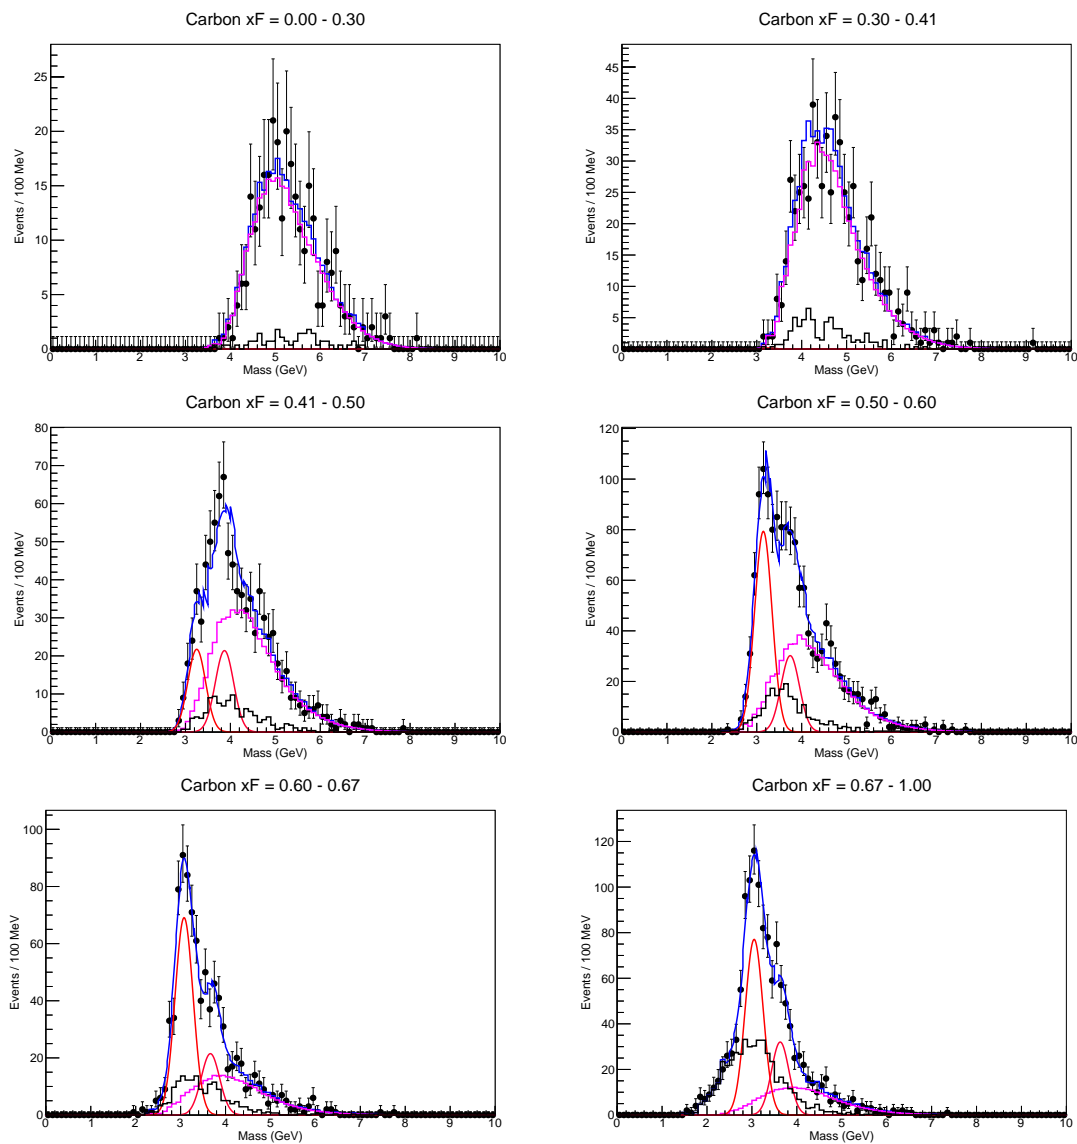 Carbon xF = 0.00 - 0.30
Events / 100 MeV
25
20
15
10
5
0
0 1 2 3 4 5 6 7 8 9 10
Mass (GeV)
Carbon xF = 0.30 - 0.41
Events / 100 MeV
45
40
35
30
25
20
15
10
5
0
0 1 2 3 4 5 6 7 8 9 10
Mass (GeV)
Carbon xF = 0.41 - 0.50
Events / 100 MeV
80
70
60
50
40
30
20
10
0
0 1 2 3 4 5 6 7 8 9 10
Mass (GeV)
Carbon xF = 0.50 - 0.60
Events / 100 MeV
120
100
80
60
40
20
0
0 1 2 3 4 5 6 7 8 9 10
Mass (GeV)
Carbon xF = 0.60 - 0.67
Events / 100 MeV
100
80
60
40
20
0
0 1 2 3 4 5 6 7 8 9 10
Mass (GeV)
Carbon xF = 0.67 - 1.00
Events / 100 MeV
120
100
80
60
40
20
0
0 1 2 3 4 5 6 7 8 9 10
Mass (GeV)